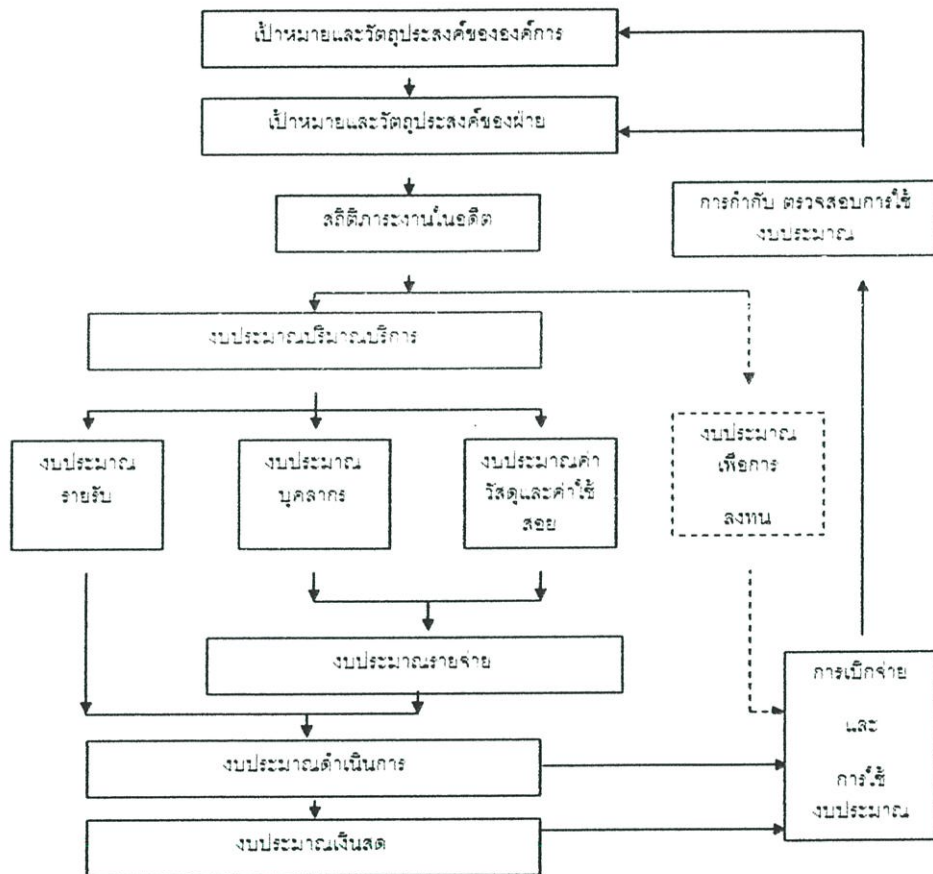 เป้าหมายและวัตถุประสงค์ขององค์การ
เป้าหมายและวัตถุประสงค์ของฝ่าย
สถิติภาระงานในอดีต
การกำกับ ตรวจสอบการใช้
งบประมาณ
งบประมาณปริมาณบริการ
งบประมาณ
รายรับ
งบประมาณ
บุคลากร
งบประมาณค่า
วัสดุและค่าใช้
สอย
งบประมาณ
เพื่อการ
ลงทุน
งบประมาณรายจ่าย
งบประมาณดำเนินการ
งบประมาณเงินสด
การเบิกจ่าย
และ
การใช้
งบประมาณ